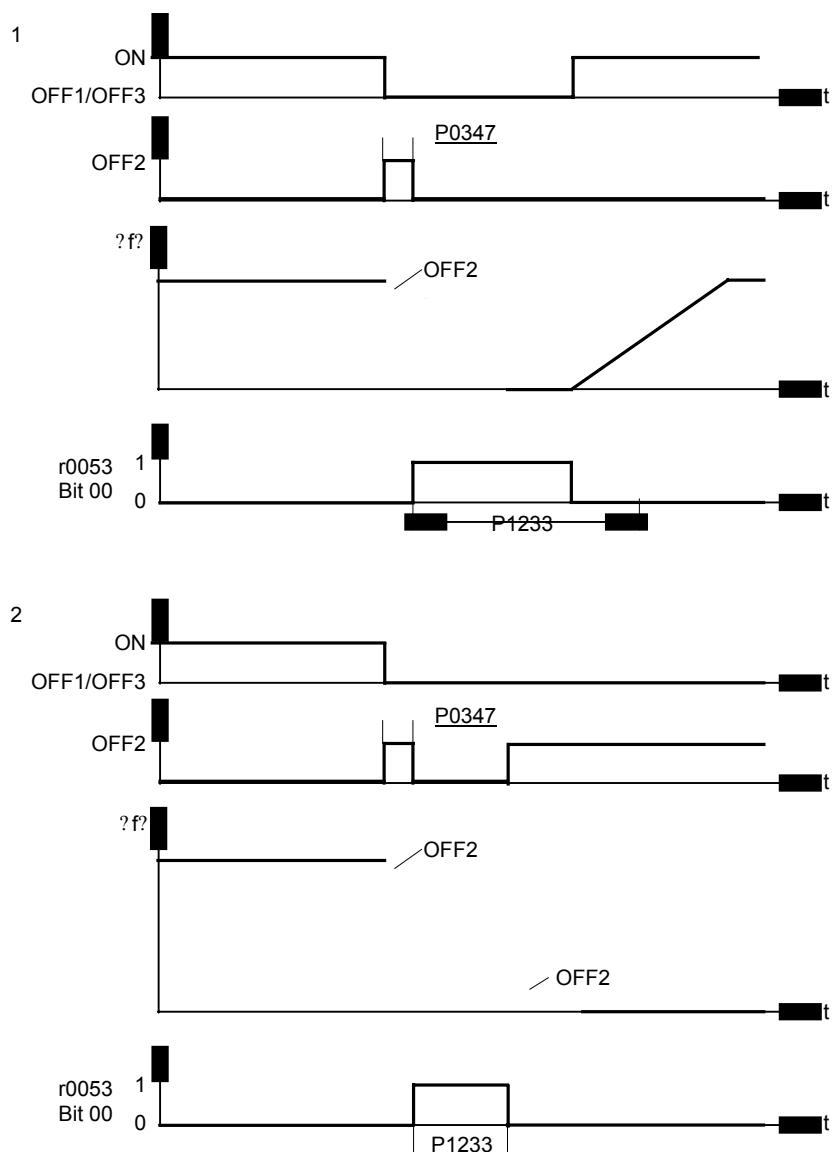 1
ON
OFF1/OFF3
t
P0347
OFF2
t
?f?
OFF2
t
r0053
Bit 00
1
0
t
P1233
2
ON
OFF1/OFF3
t
P0347
OFF2
t
?f?
OFF2
OFF2
t
r0053
Bit 00
1
0
t
P1233